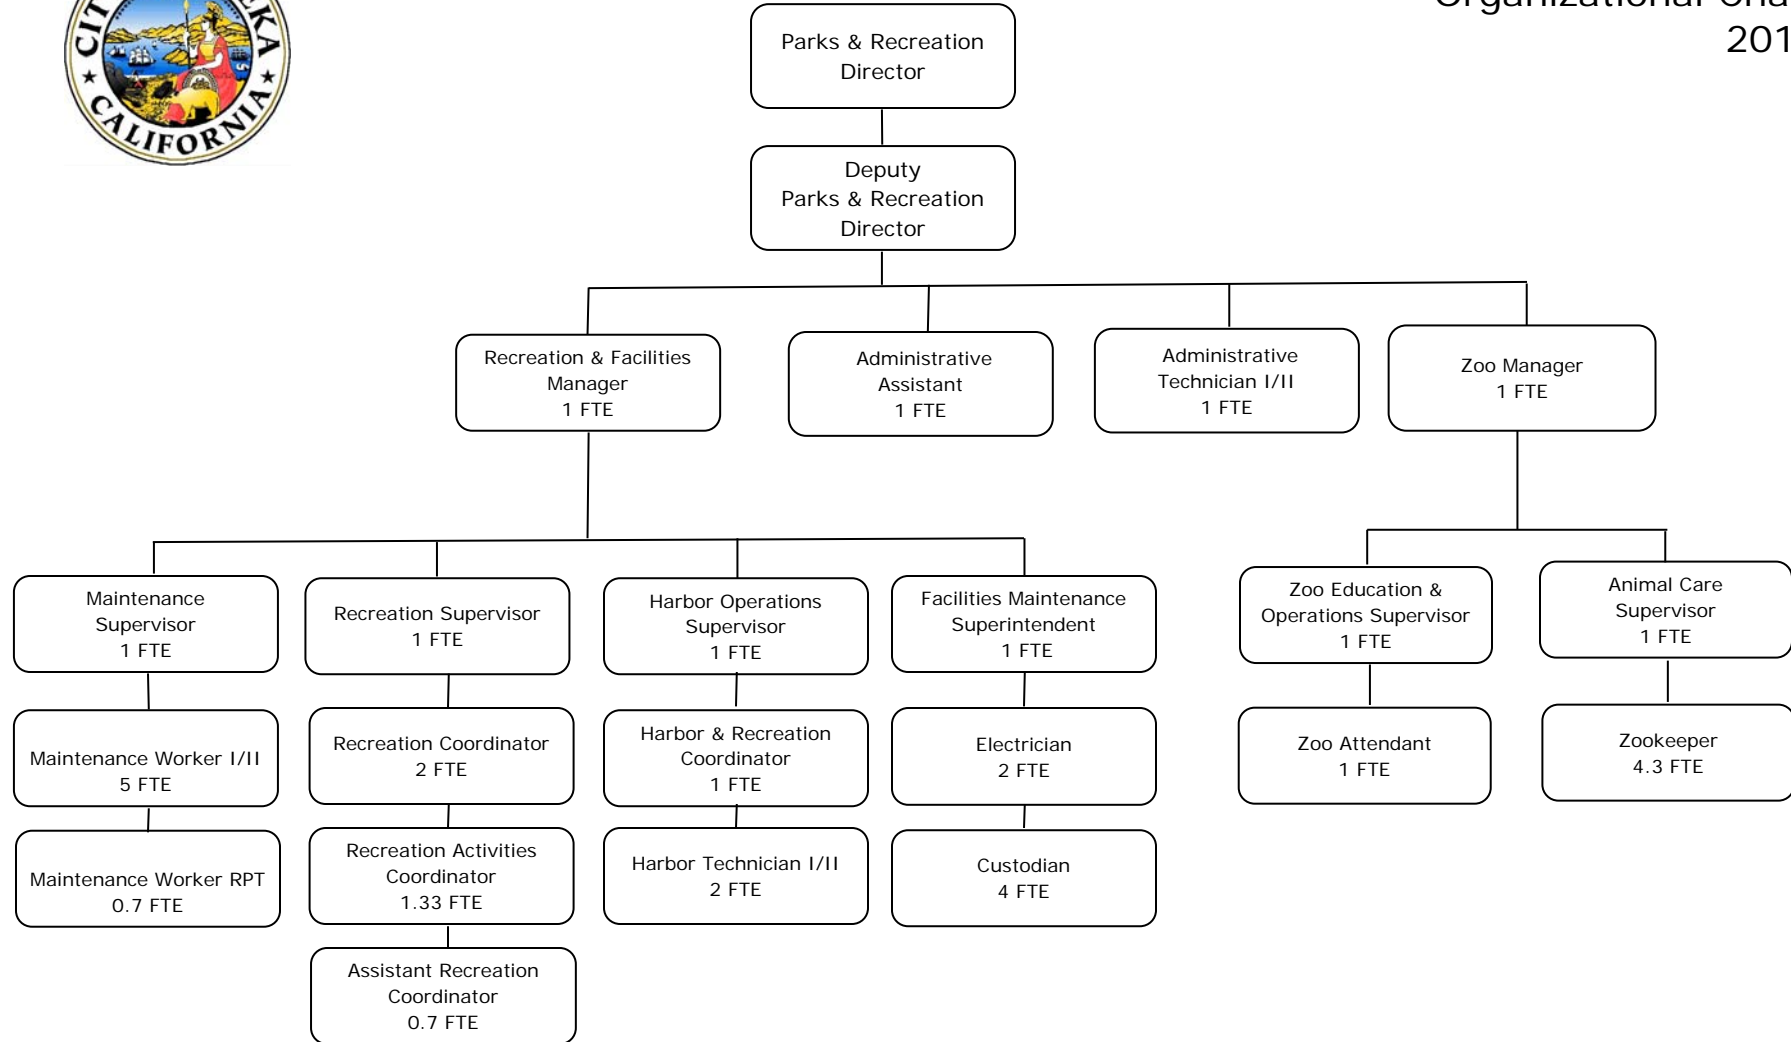 CALIFORNIA
Parks & Recreation
Director
Deputy
Parks & Recreation
Director
Recreation & Facilities
Manager
1 FTE
Administrative
Assistant
1 FTE
Administrative
Technician I/II
1 FTE
Zoo Manager
1 FTE
Maintenance
Supervisor
1 FTE
Recreation Supervisor
1 FTE
Harbor Operations
Supervisor
1 FTE
Facilities Maintenance
Superintendent
1 FTE
Zoo Education &
Operations Supervisor
1 FTE
Animal Care
Supervisor
1 FTE
Maintenance Worker I/II
5 FTE
Recreation Coordinator
2 FTE
Harbor & Recreation
Coordinator
1 FTE
Electrician
2 FTE
Zoo Attendant
1 FTE
Zookeeper
4.3 FTE
Maintenance Worker RPT
0.7 FTE
Recreation Activities
Coordinator
1.33 FTE
Harbor Technician I/II
2 FTE
Custodian
4 FTE
Assistant Recreation
Coordinator
0.7 FTE